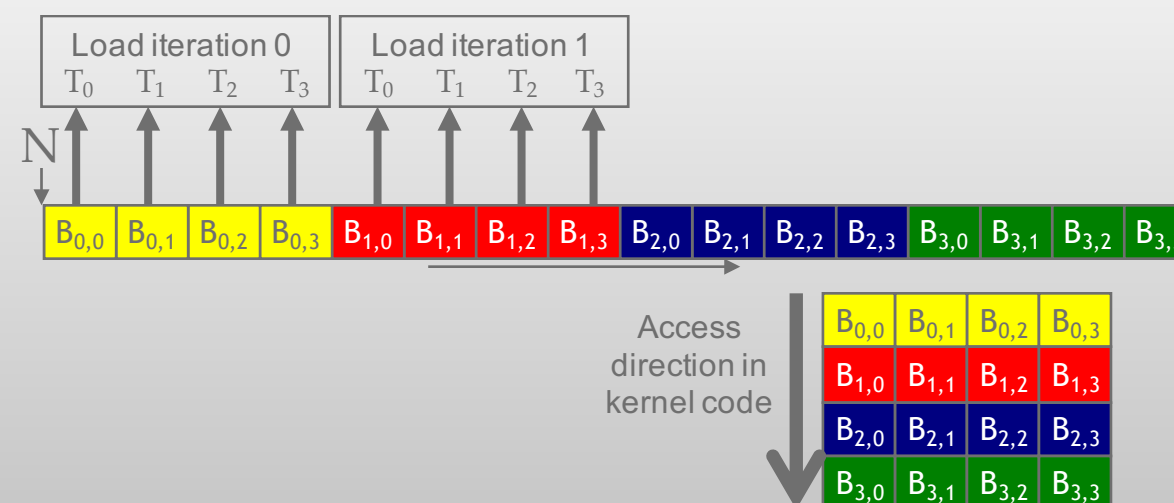 Load iteration 0 Load iteration 1
T0 T1 T2 T3 T0 T1 T2 T3
N
B0,0 B0,1 B0,2 B0,3 B1,0 B1,1 B1,2 B1,3 B2,0 B2,1 B2,2 B2,3 B3,0 B3,1 B3,2 B3,
Access
direction in
kernel code
B0,0 B0,1 B0,2 B0,3
B1,0 B1,1 B1,2 B1,3
B2,0 B2,1 B2,2 B2,3
B3,0 B3,1 B3,2 B3,3